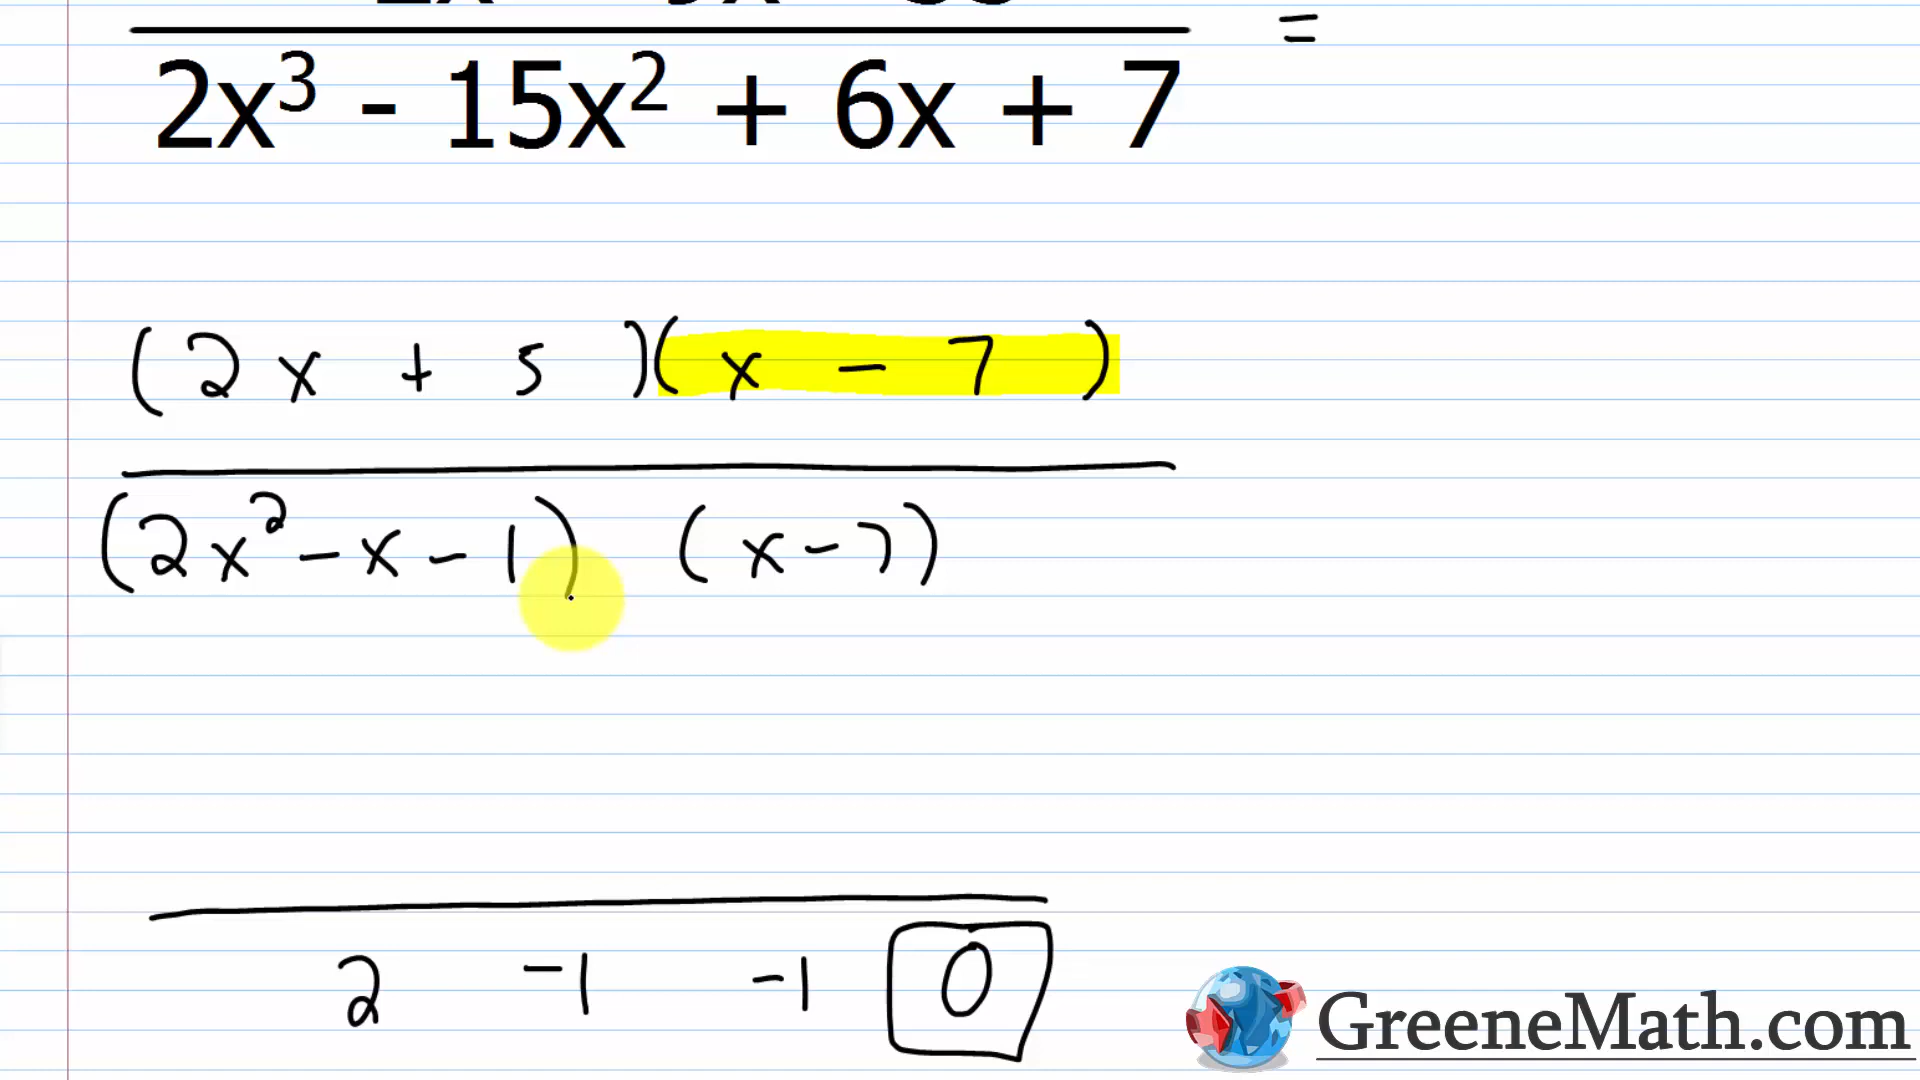 =
2x³ - 15x² + 6x + 7
(2x + 5)(x - 7)
(2x² - x - 1) (x - 7)
2 -1 -1 0
GreeneMath.com